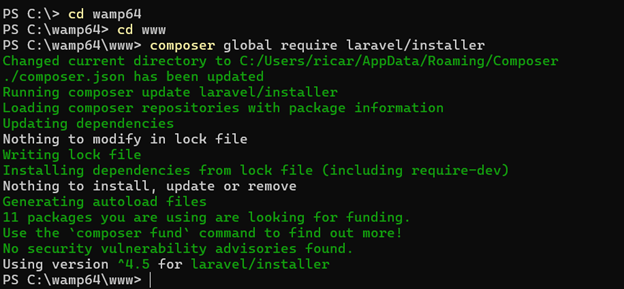 PS C:\> cd wamp64
PS C:\wamp64> cd www
PS C:\wamp64\www> composer global require laravel/installer
Changed current directory to C:/Users/ricar/AppData/Roaming/Composer
./composer.json has been updated
Running composer update laravel/installer
Loading composer repositories with package information
Updating dependencies
Nothing to modify in lock file
Writing lock file
Installing dependencies from lock file (including require-dev)
Nothing to install, update or remove
Generating autoload files
11 packages you are using are looking for funding.
Use the `composer fund` command to find out more!
No security vulnerability advisories found.
Using version ^4.5 for laravel/installer
PS C:\wamp64\www>